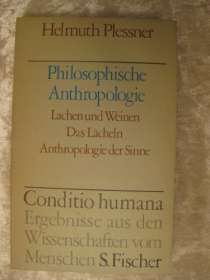 Helmuth Plessner
Philosophische
Anthropologie
Lachen und Weinen
Das Lächeln
Anthropologie der Sinne
Conditio humana
Ergebnisse aus den
Wissenschaften vom
Menschen S. Fischer